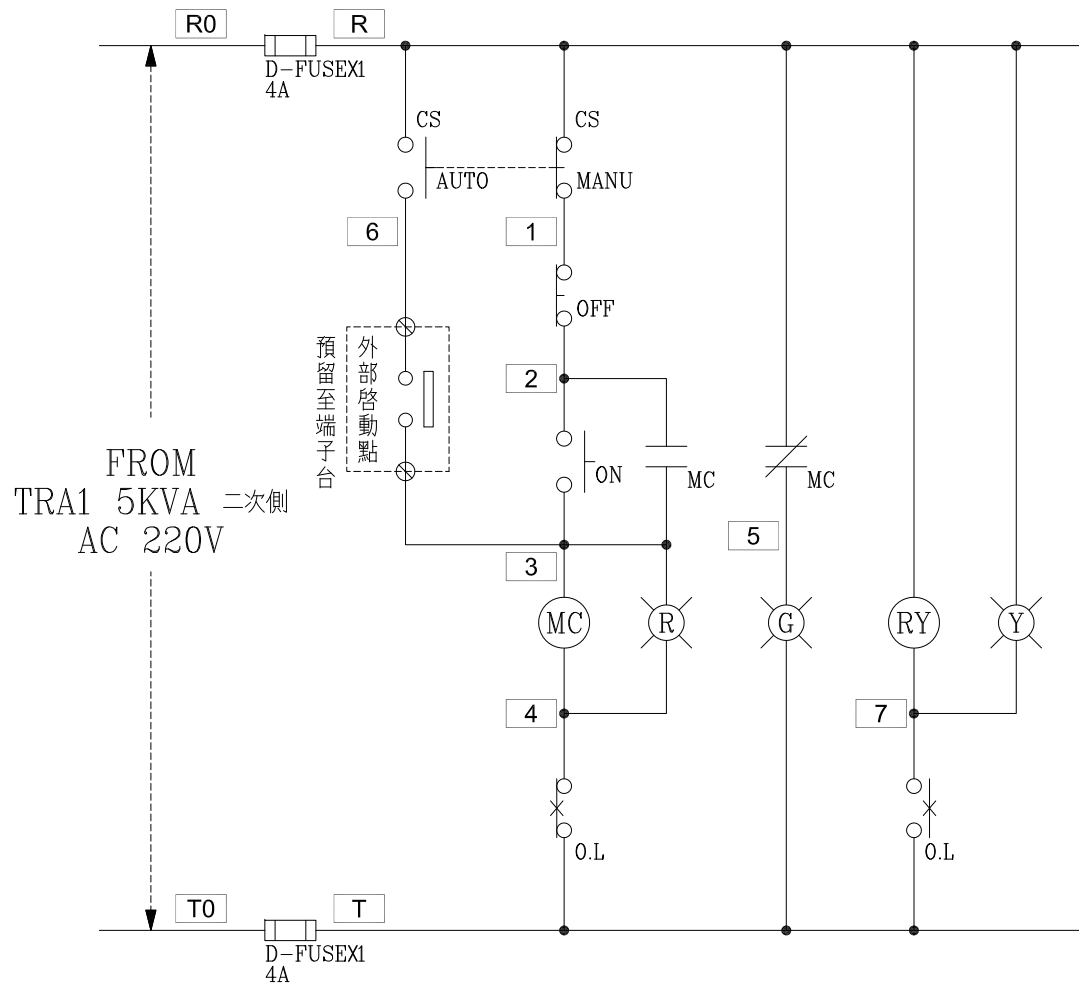 R0
R
D-FUSEX1
4A
CS
CS
AUTO
MANU
6
1
OFF
預留至端子台
外部啓動點
2
ON
MC
MC
FROM
TRA1 5KVA 二次側
AC 220V
5
3
MC
R
G
RY
Y
4
7
O.L
O.L
T0
T
D-FUSEX1
4A